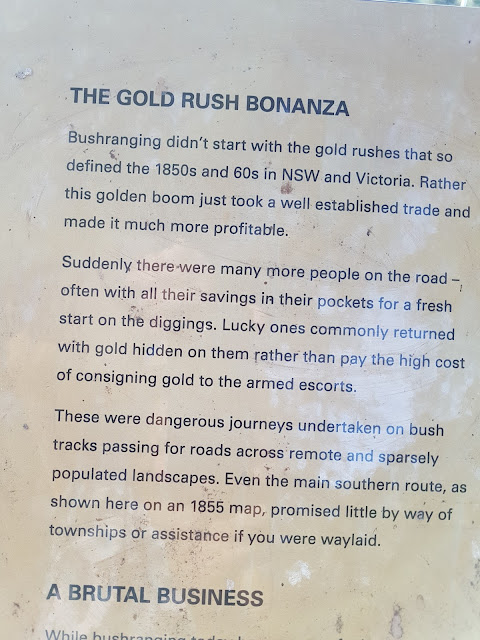 THE GOLD RUSH BONANZA
Bushranging didn't start with the gold rushes that so
defined the 1850s and 60s in NSW and Victoria. Rather
this golden boom just took a well established trade and
made it much more profitable.
Suddenly there were many more people on the road –
often with all their savings in their pockets for a fresh
start on the diggings. Lucky ones commonly returned
with gold hidden on them rather than pay the high cost
of consigning gold to the armed escorts.
These were dangerous journeys undertaken on bush
tracks passing for roads across remote and sparsely
populated landscapes. Even the main southern route, as
shown here on an 1855 map, promised little by way of
townships or assistance if you were waylaid.
A BRUTAL BUSINESS
While bushranging